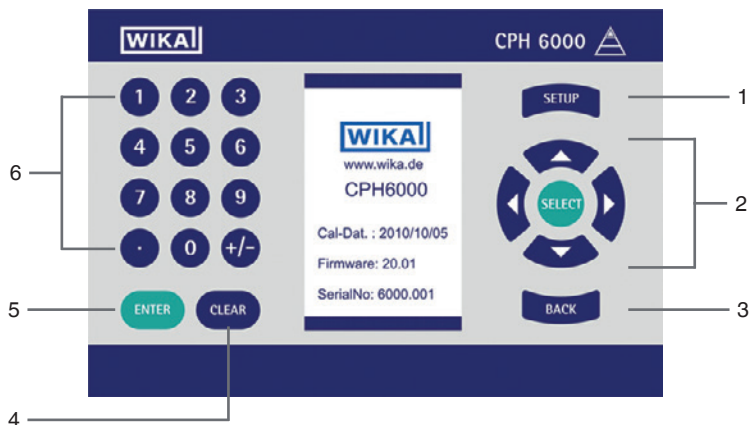 WIKA
CPH 6000
1 2 3
4 5 6
7 8 9
· 0 +/-
ENTER CLEAR
WIKA
www.wika.de
CPH6000
Cal-Dat. : 2010/10/05
Firmware: 20.01
SerialNo: 6000.001
SETUP
SELECT
BACK
1
2
3
4
5
6